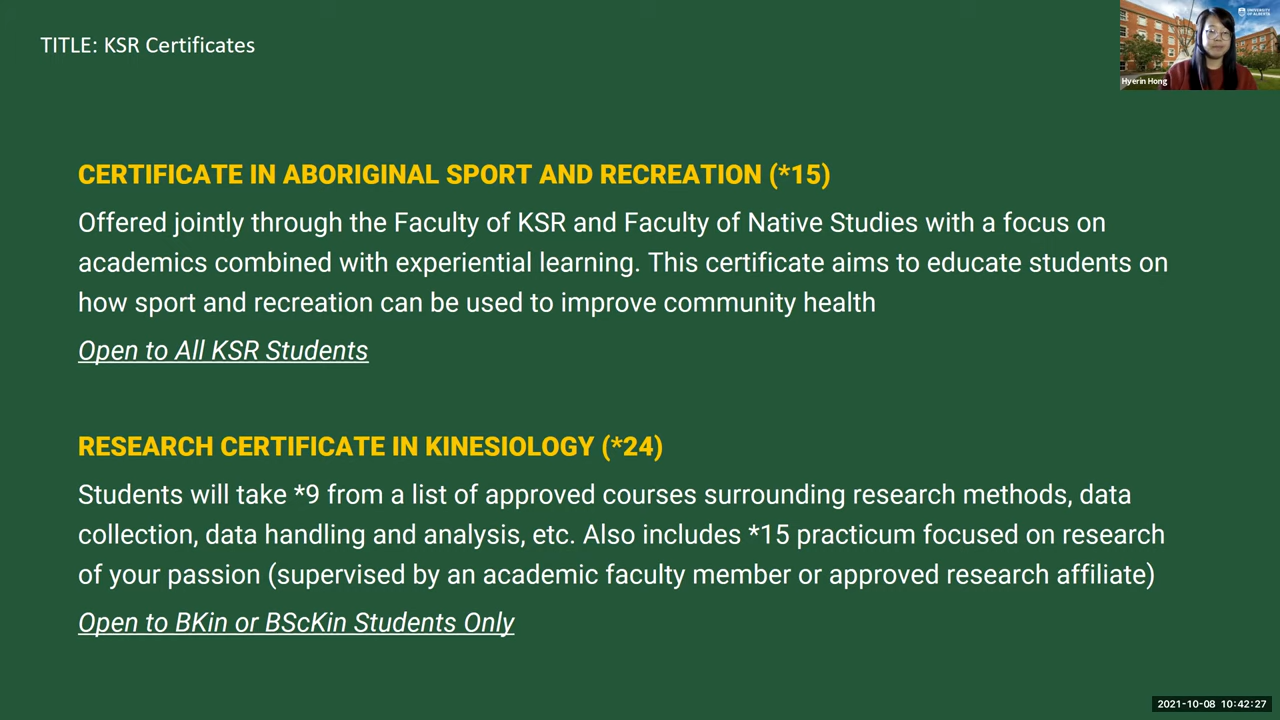 TITLE: KSR Certificates
UNIVERSITY
OF ALBERTA
Hyerin Hong
CERTIFICATE IN ABORIGINAL SPORT AND RECREATION (*15)
Offered jointly through the Faculty of KSR and Faculty of Native Studies with a focus on
academics combined with experiential learning. This certificate aims to educate students on
how sport and recreation can be used to improve community health
Open to All KSR Students
RESEARCH CERTIFICATE IN KINESIOLOGY (*24)
Students will take *9 from a list of approved courses surrounding research methods, data
collection, data handling and analysis, etc. Also includes *15 practicum focused on research
of your passion (supervised by an academic faculty member or approved research affiliate)
Open to BKin or BScKin Students Only
2021-10-08 10:42:27